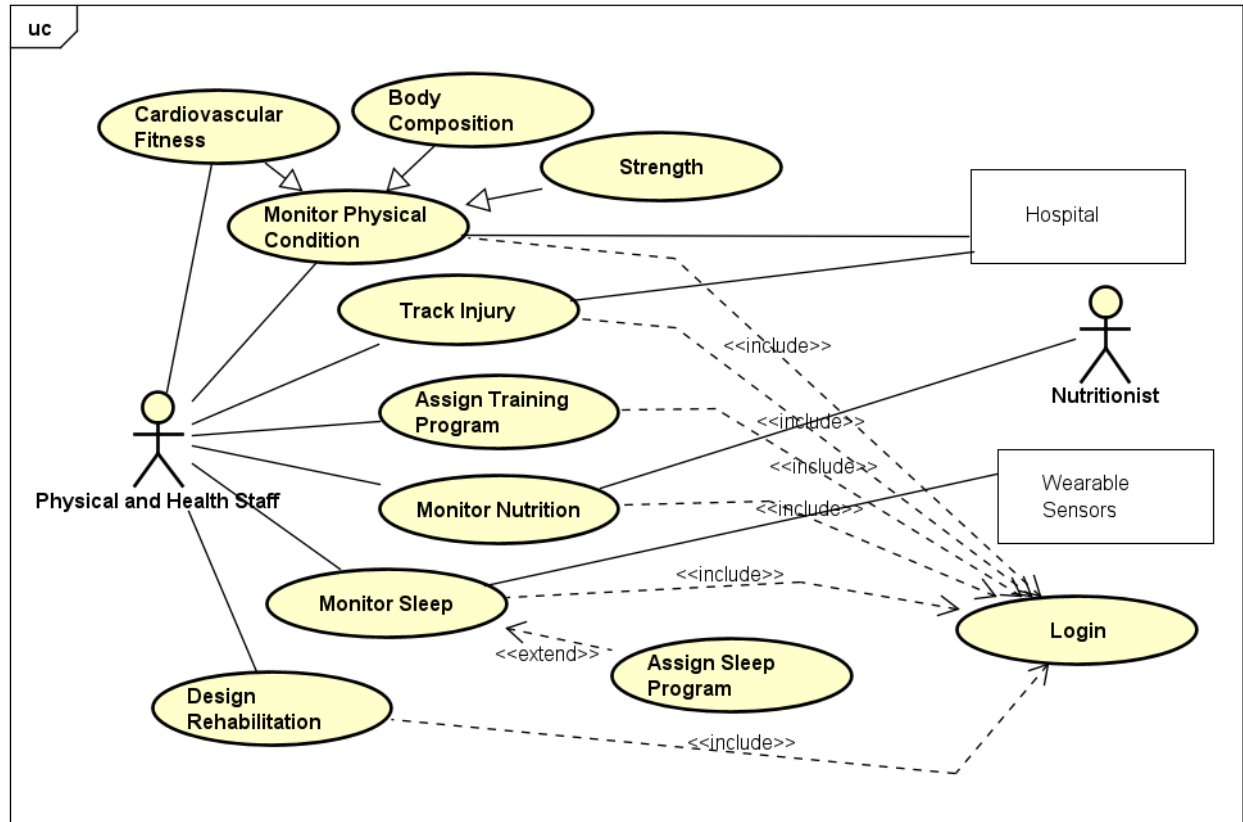 uc
Cardiovascular
Fitness
Body
Composition
Strength
Monitor Physical
Condition
Hospital
Track Injury
<<include>>
Nutritionist
Assign Training
Program
<<include>>
Physical and Health Staff
<<include>>
Monitor Nutrition
<<include>>
Wearable
Sensors
Monitor Sleep
<<include>>
Login
<<extend>>
Assign Sleep
Program
Design
Rehabilitation
<<include>>